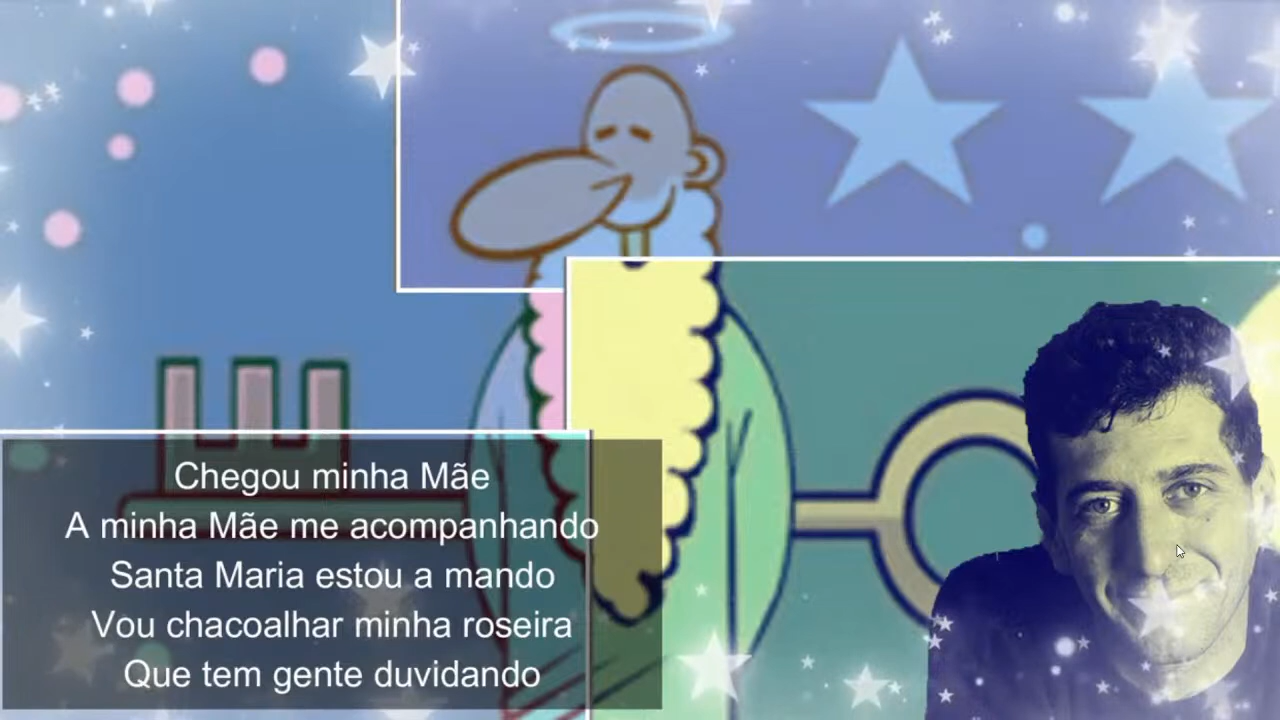 Chegou minha Mãe
A minha Mãe me acompanhando
Santa Maria estou a mando
Vou chacoalhar minha roseira
Que tem gente duvidando